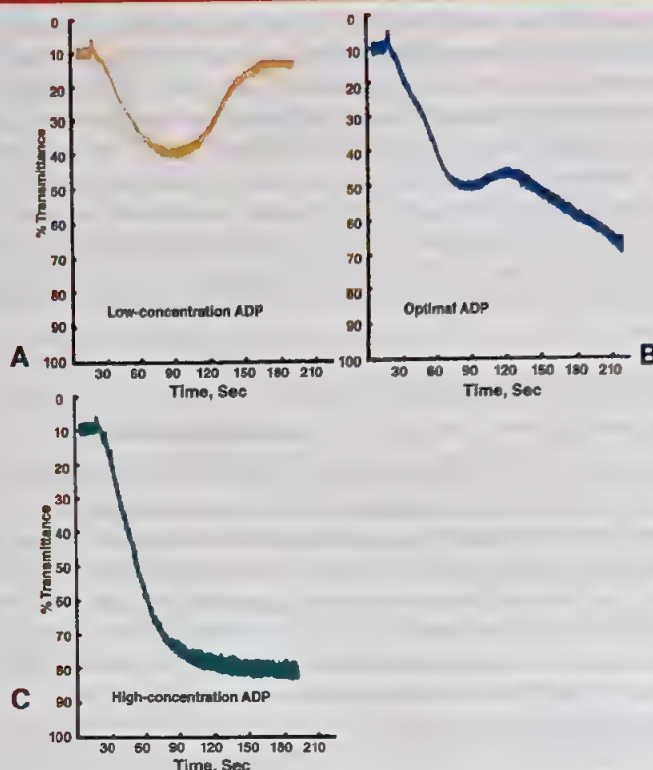 0
10
20
30
40
50
60
70
80
90
100
% Transmittance
Low-concentration ADP
A
30 60 90 120 150 180 210
Time, Sec
0
10
20
30
40
50
60
70
80
90
100
Optimal ADP
B
30 60 90 120 150 180 210
Time, Sec
0
10
20
30
40
50
60
70
80
90
100
% Transmittance
High-concentration ADP
C
30 60 90 120 150 180 210
Time, Sec